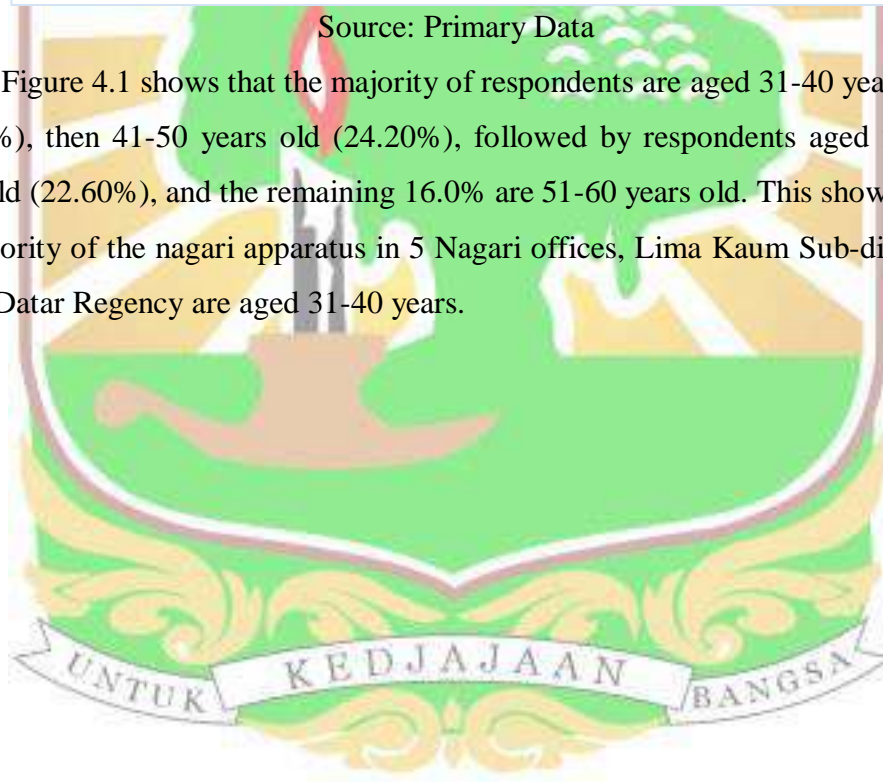 Source: Primary Data
Figure 4.1 shows that the majority of respondents are aged 31-40 yea
%), then 41-50 years old (24.20%), followed by respondents aged
ld (22.60%), and the remaining 16.0% are 51-60 years old. This show
ority of the nagari apparatus in 5 Nagari offices, Lima Kaum Sub-di
Datar Regency are aged 31-40 years.
UNTUK KEDJAJAAN BANGSA